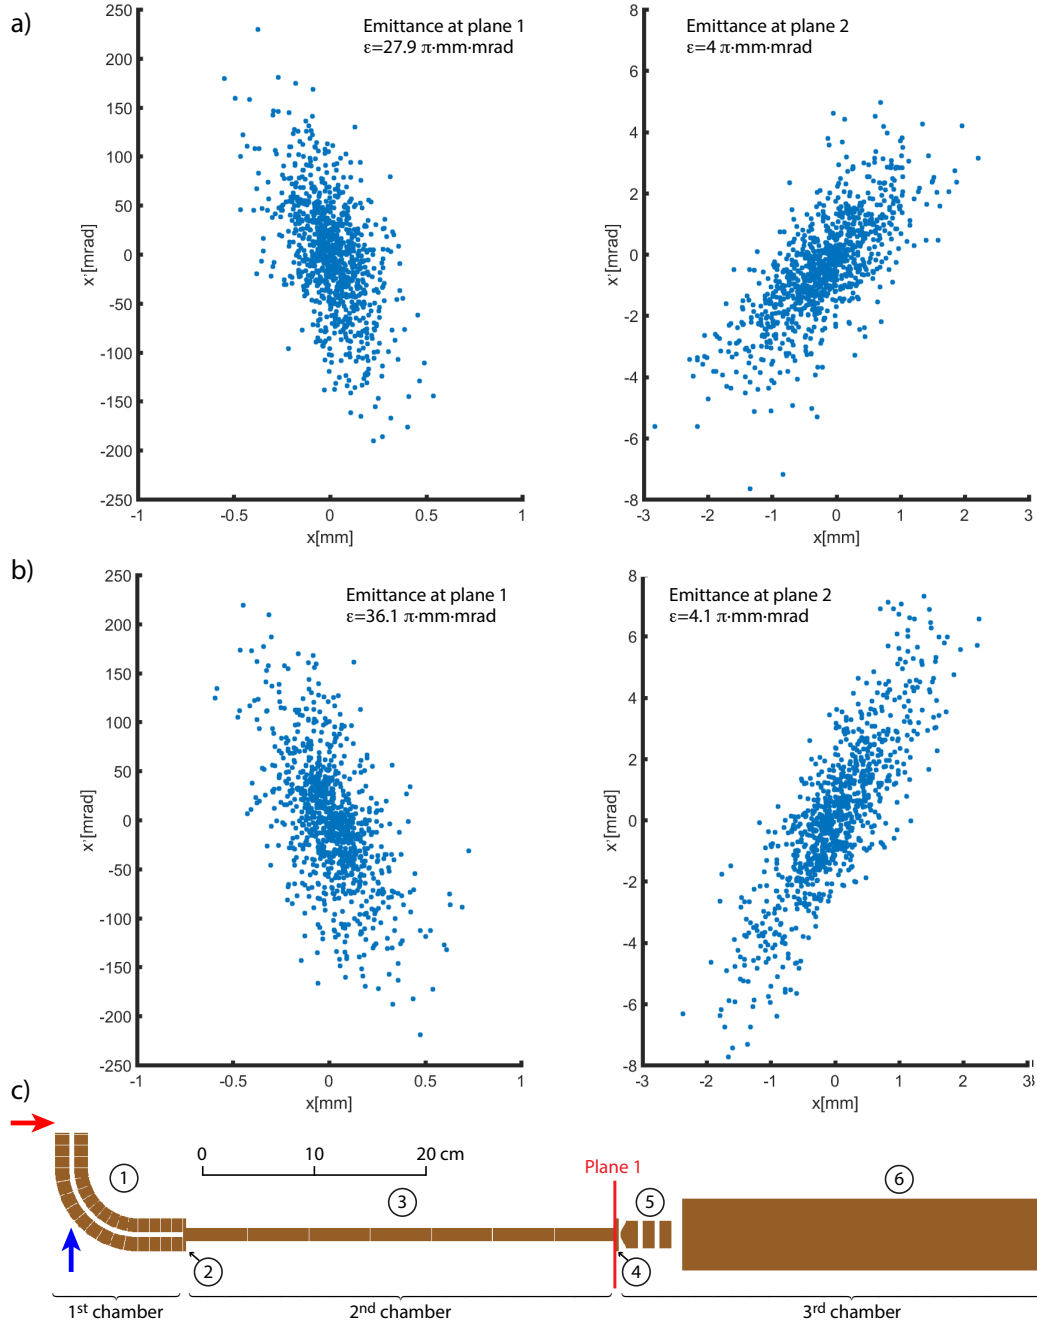 a)
Emittance at plane 1
ε=27.9 π·mm·mrad
250
200
150
100
50
0
-50
-100
-150
-200
-250
x'[mrad]
-1
-0.5
0
0.5
1
x[mm]
Emittance at plane 2
ε=4 π·mm·mrad
8
6
4
2
0
-2
-4
-6
-8
x'[mrad]
-3
-2
-1
0
1
2
3
x[mm]
b)
Emittance at plane 1
ε=36.1 π·mm·mrad
250
200
150
100
50
0
-50
-100
-150
-200
-250
x'[mrad]
-1
-0.5
0
0.5
1
x[mm]
Emittance at plane 2
ε=4.1 π·mm·mrad
8
6
4
2
0
-2
-4
-6
-8
x'[mrad]
-3
-2
-1
0
1
2
3
x[mm]
c)
0 10 20 cm
Plane 1
1
3
5
6
2
4
1st chamber
2nd chamber
3rd chamber